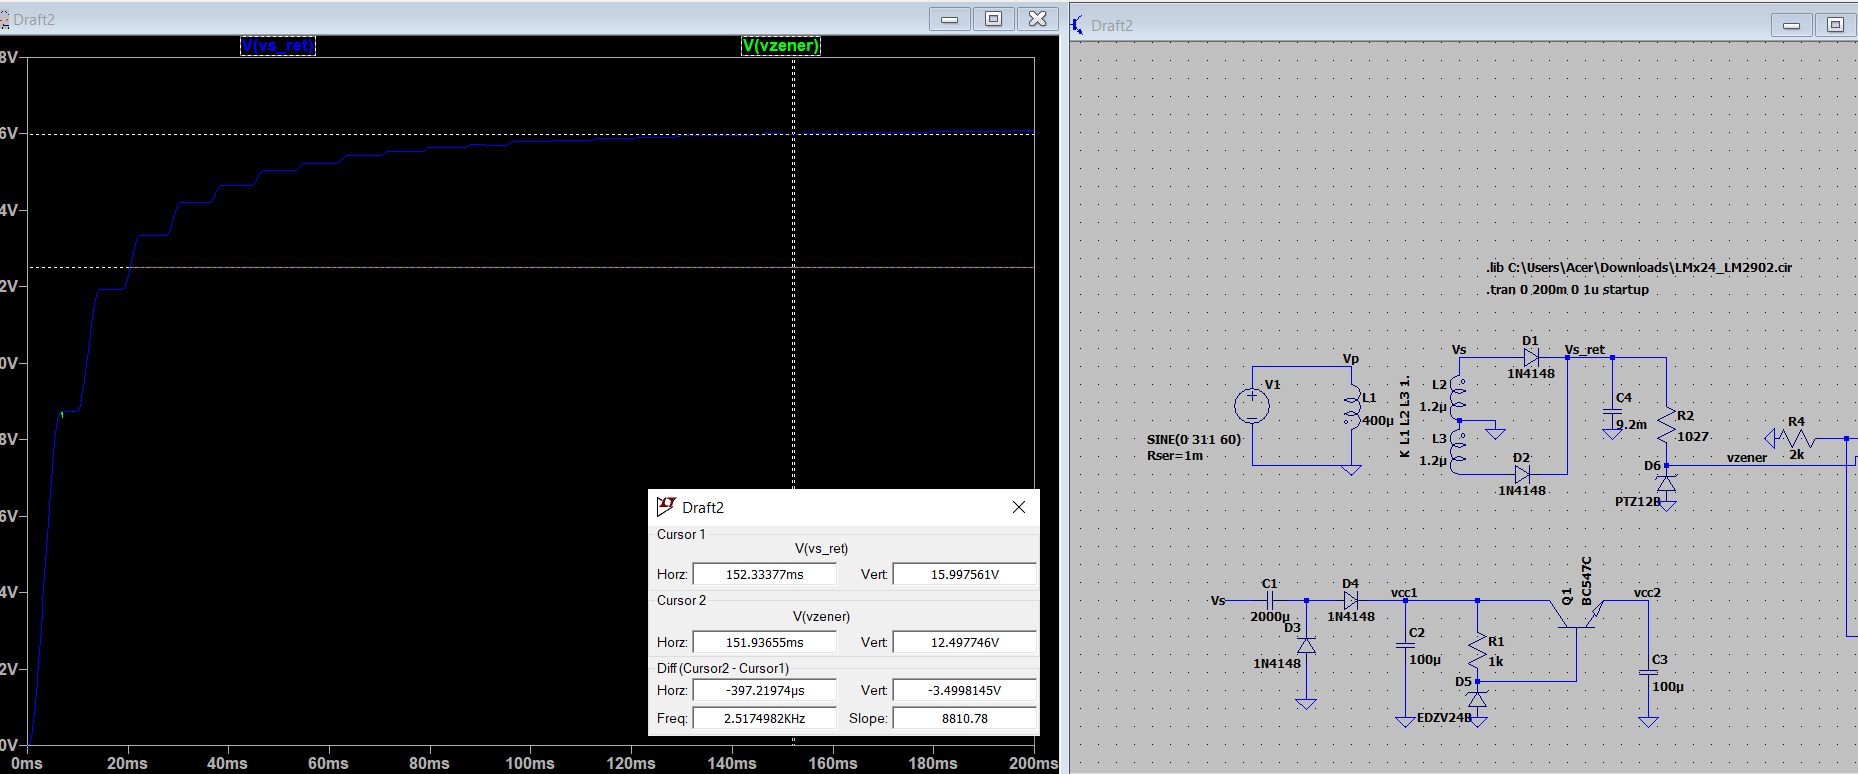 Draft2
V(vs_ret)
V(vzener)
8V
6V
4V
2V
0V
8V
6V
4V
2V
0V
0ms
20ms
40ms
60ms
80ms
100ms
120ms
140ms
160ms
180ms
200ms
Draft2
Cursor 1
V(vs_ret)
Horz: 152.33377ms Vert: 15.997561V
Cursor 2
V(vzener)
Horz: 151.93655ms Vert: 12.497746V
Diff (Cursor2 - Cursor1)
Horz: -397.21974µs Vert: -3.4998145V
Freq: 2.5174982KHz Slope: 8810.78
Draft2
.lib C:\Users\Acer\Downloads\LMx24_LM2902.cir
.tran 0 200m 0 1u startup
V1
SINE(0 311 60)
Rser=1m
Vp
L1
400µ
K L1 L2 L3 1.
Vs
L2
1.2µ
L3
1.2µ
D1
1N4148
D2
1N4148
Vs_ret
C4
9.2m
R2
1027
D6
PTZ12B
vzener
R4
2k
Vs
C1
2000µ
D3
1N4148
D4
1N4148
vcc1
C2
100µ
R1
1k
D5
EDZV24B
Q1
BC547C
vcc2
C3
100µ